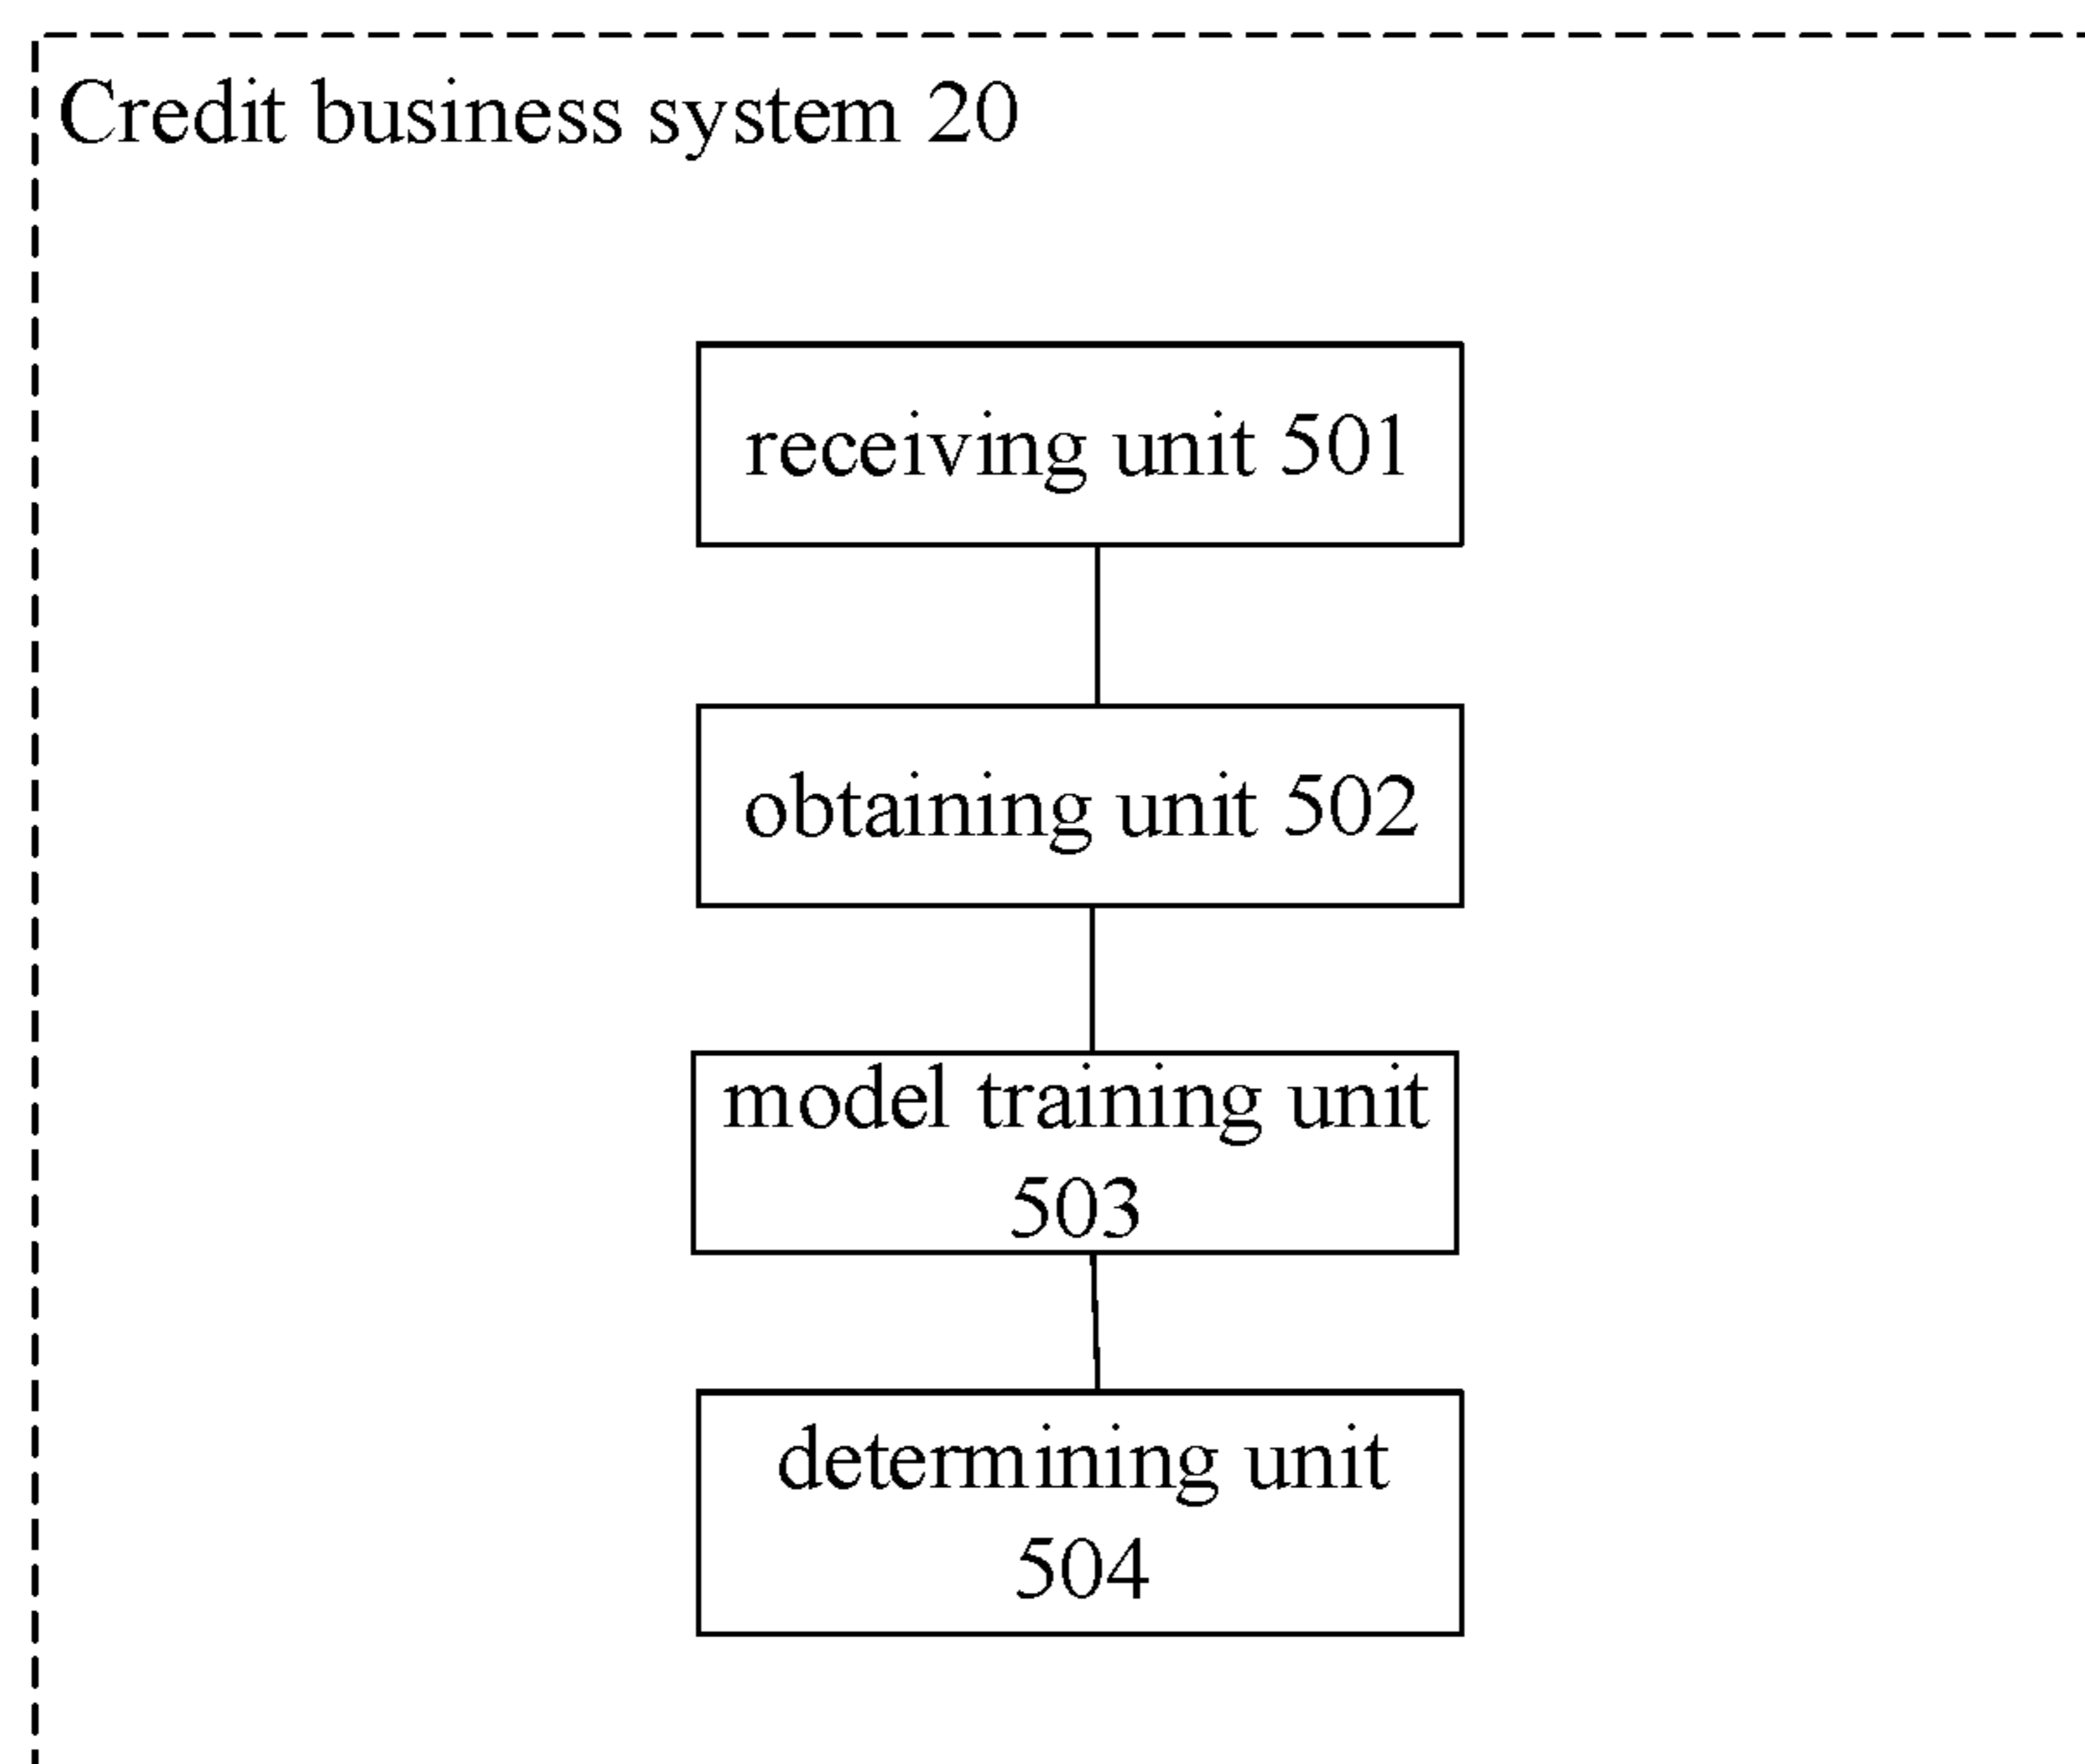 Credit business system 20
receiving unit 501
obtaining unit 502
model training unit
503
determining unit
504